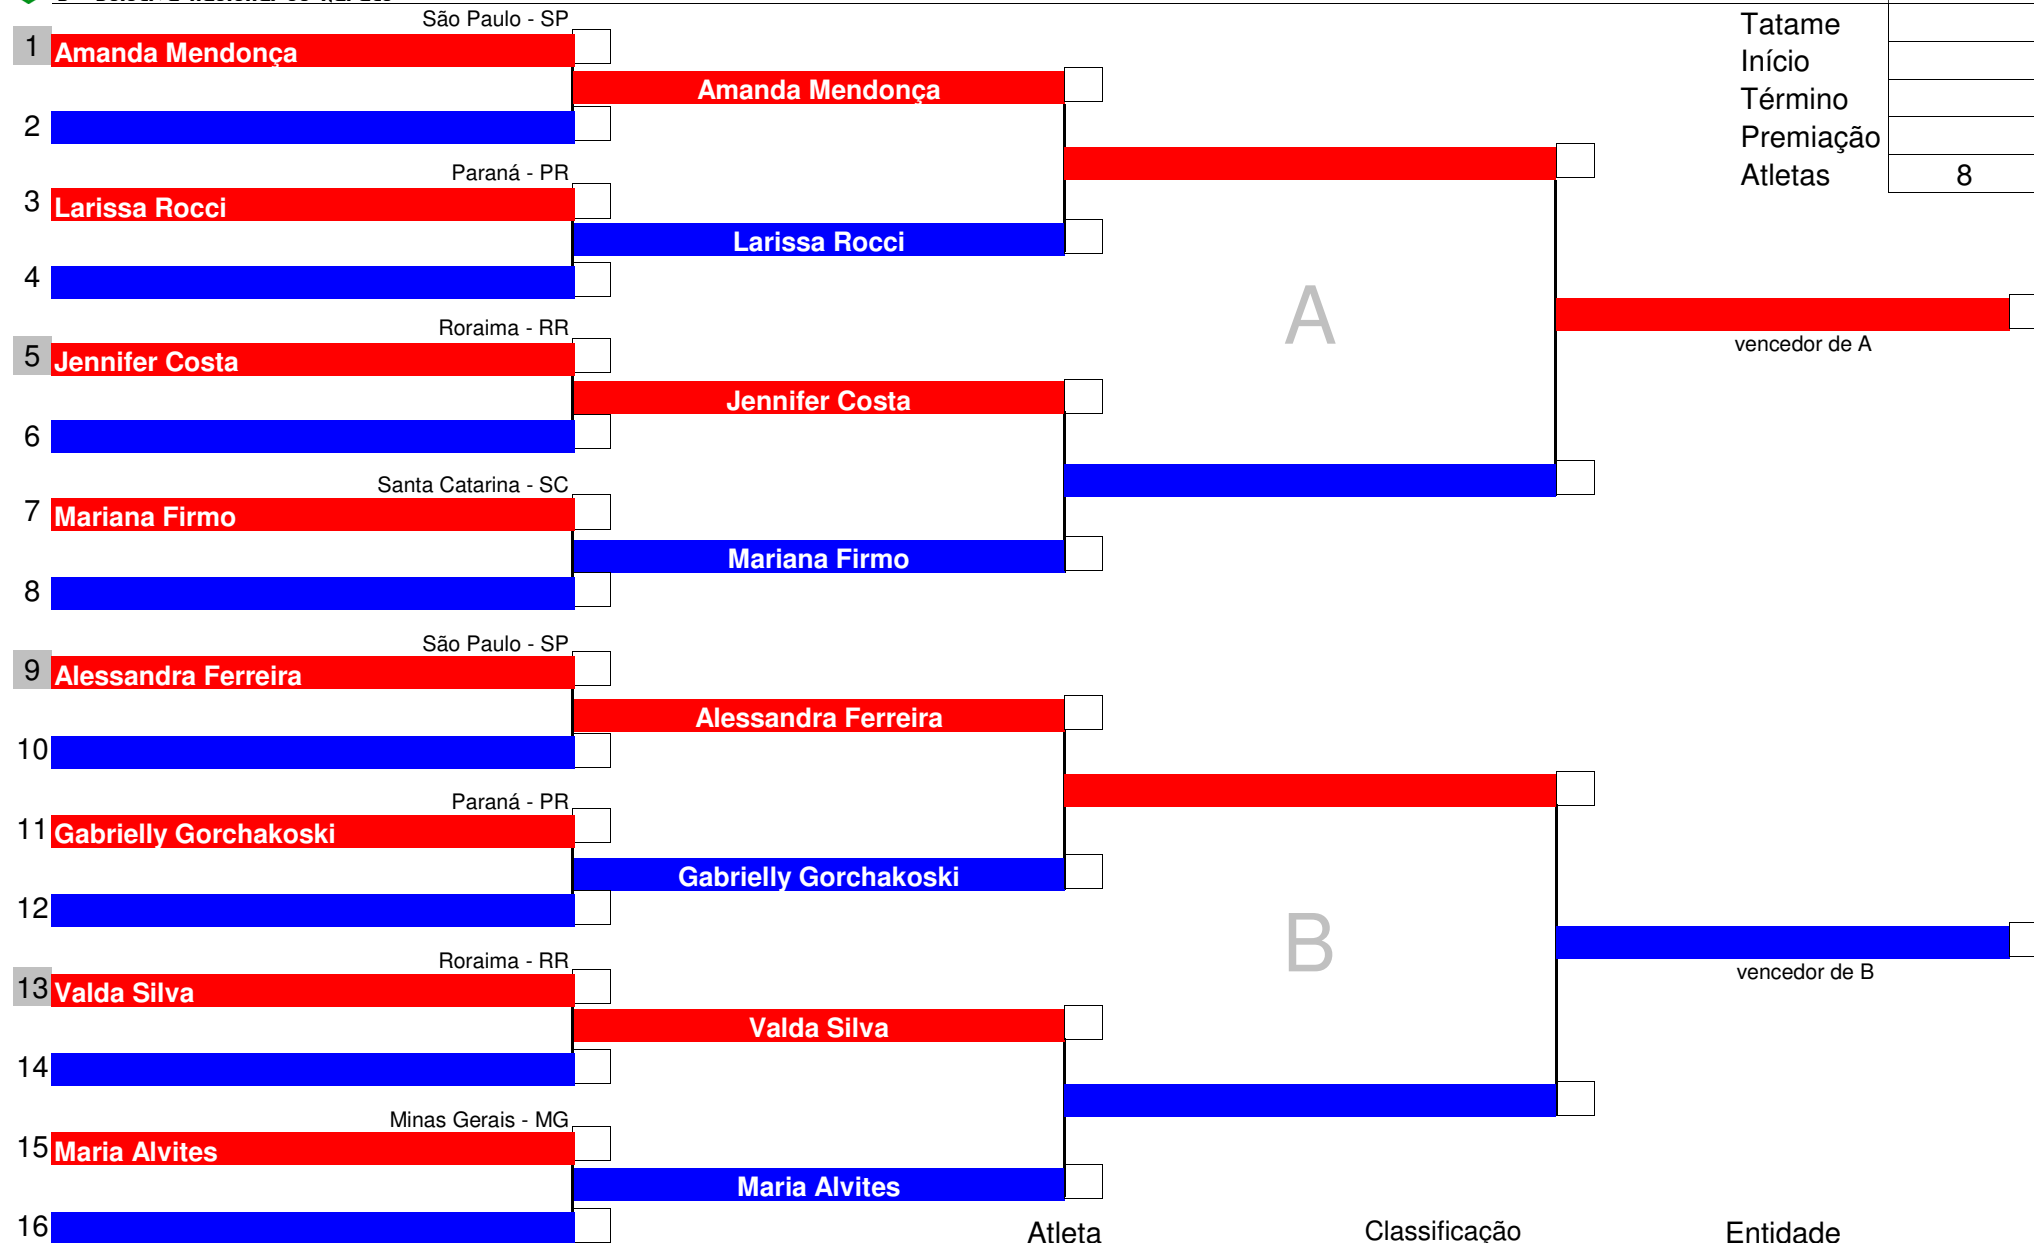 São Paulo - SP
1 Amanda Mendonça
Amanda Mendonça
2
Paraná - PR
3 Larissa Rocci
Larissa Rocci
4
Roraima - RR
5 Jennifer Costa
Jennifer Costa
6
Santa Catarina - SC
7 Mariana Firmo
Mariana Firmo
8
São Paulo - SP
9 Alessandra Ferreira
Alessandra Ferreira
10
Paraná - PR
11 Gabrielly Gorchakoski
Gabrielly Gorchakoski
12
Roraima - RR
13 Valda Silva
Valda Silva
14
Minas Gerais - MG
15 Maria Alvites
Maria Alvites
16
A
B
vencedor de A
vencedor de B
Tatame
Início
Término
Premiação
Atletas 8
Atleta Classificação Entidade